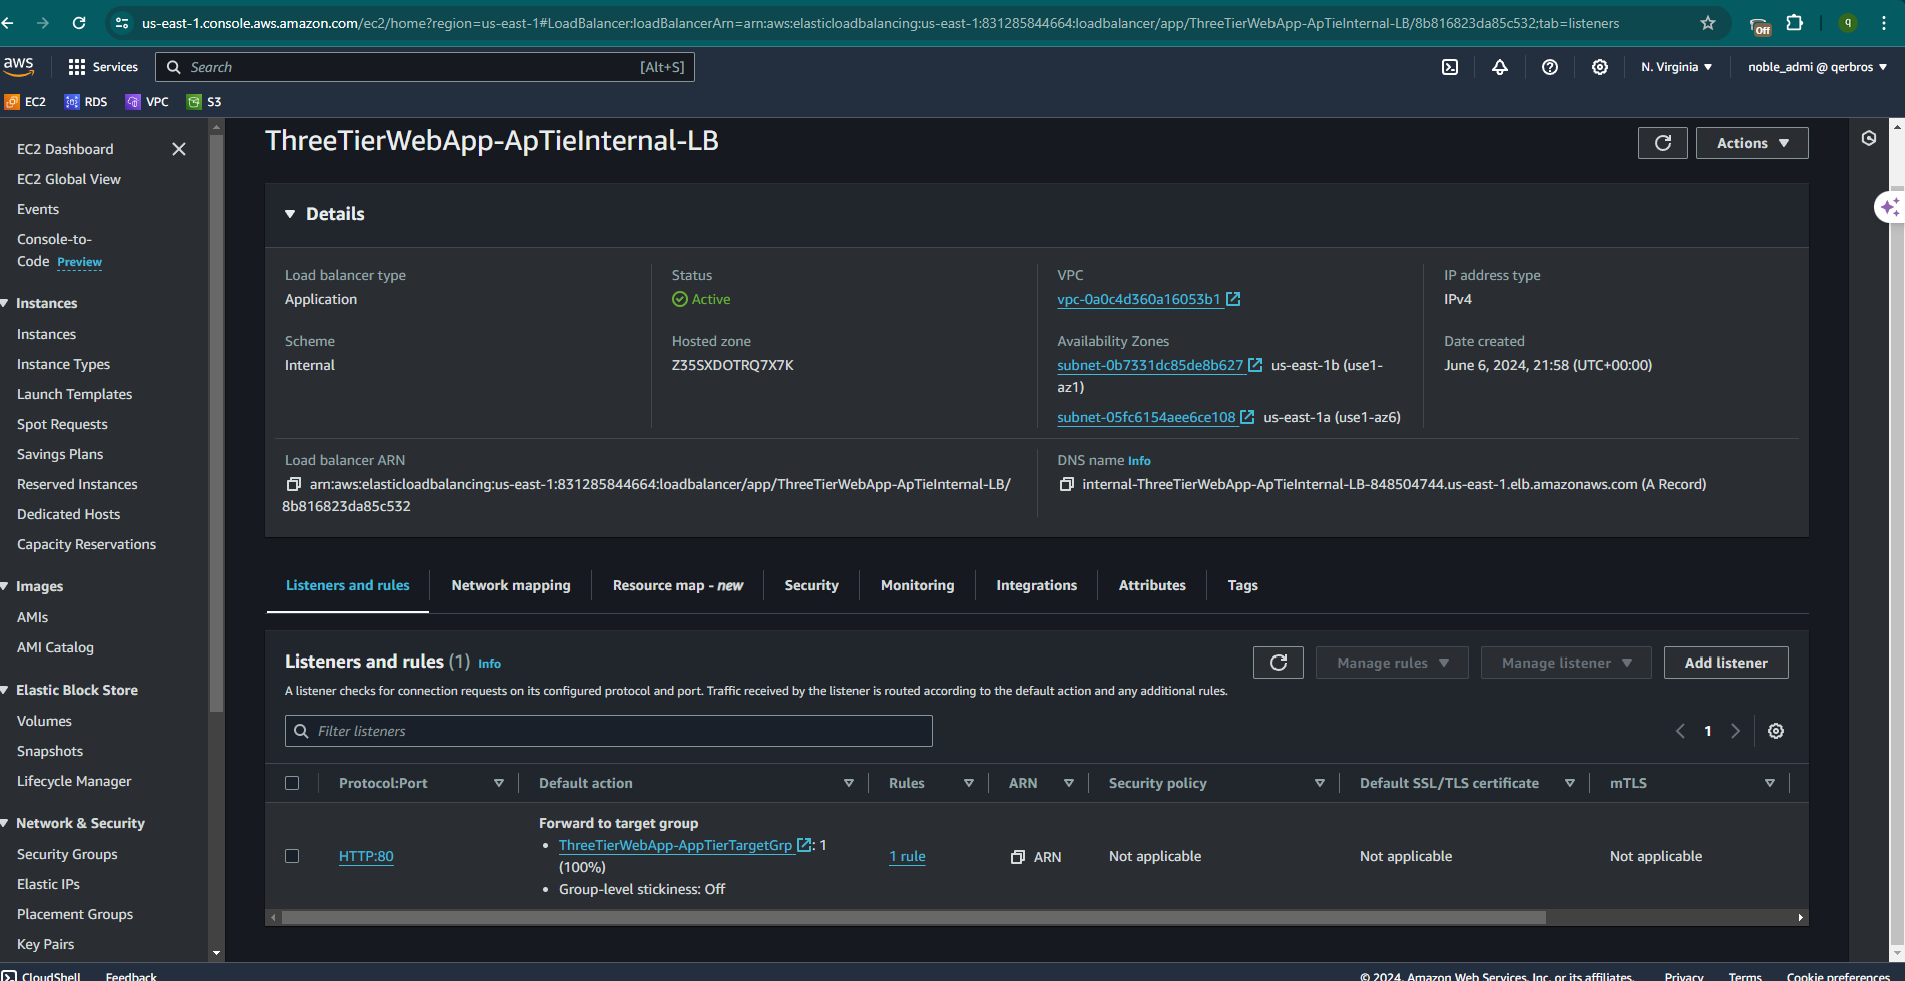 us-east-1.console.aws.amazon.com/ec2/home?region=us-east-1#LoadBalancer:loadBalancerArn=arn:aws:elasticloadbalancing:us-east-1:831285844664:loadbalancer/app/ThreeTierWebApp-ApTieInternal-LB/8b816823da85c532;tab=listeners
Off
q
aws
Services
Search
[Alt+S]
N. Virginia
noble_admi @ qerbros
EC2
RDS
VPC
S3
EC2 Dashboard
EC2 Global View
Events
Console-to-
Code Preview
Instances
Instances
Instance Types
Launch Templates
Spot Requests
Savings Plans
Reserved Instances
Dedicated Hosts
Capacity Reservations
Images
AMIs
AMI Catalog
Elastic Block Store
Volumes
Snapshots
Lifecycle Manager
Network & Security
Security Groups
Elastic IPs
Placement Groups
Key Pairs
ThreeTierWebApp-ApTieInternal-LB
Actions
Details
Load balancer type
Application
Status
Active
VPC
vpc-0a0c4d360a16053b1
IP address type
IPv4
Scheme
Internal
Hosted zone
Z35SXDOTRQ7X7K
Availability Zones
subnet-0b7331dc85de8b627 us-east-1b (use1-
az1)
subnet-05fc6154aee6ce108 us-east-1a (use1-az6)
Date created
June 6, 2024, 21:58 (UTC+00:00)
Load balancer ARN
arn:aws:elasticloadbalancing:us-east-1:831285844664:loadbalancer/app/ThreeTierWebApp-ApTieInternal-LB/
8b816823da85c532
DNS name Info
internal-ThreeTierWebApp-ApTieInternal-LB-848504744.us-east-1.elb.amazonaws.com (A Record)
Listeners and rules
Network mapping
Resource map - new
Security
Monitoring
Integrations
Attributes
Tags
Listeners and rules (1) Info
Manage rules
Manage listener
Add listener
A listener checks for connection requests on its configured protocol and port. Traffic received by the listener is routed according to the default action and any additional rules.
Filter listeners
1
Protocol:Port
Default action
Rules
ARN
Security policy
Default SSL/TLS certificate
mTLS
HTTP:80
Forward to target group
• ThreeTierWebApp-AppTierTargetGrp : 1
(100%)
• Group-level stickiness: Off
1 rule
ARN
Not applicable
Not applicable
Not applicable
CloudShell
Feedback
© 2024, Amazon Web Services, Inc. or its affiliates.
Privacy
Terms
Cookie preferences